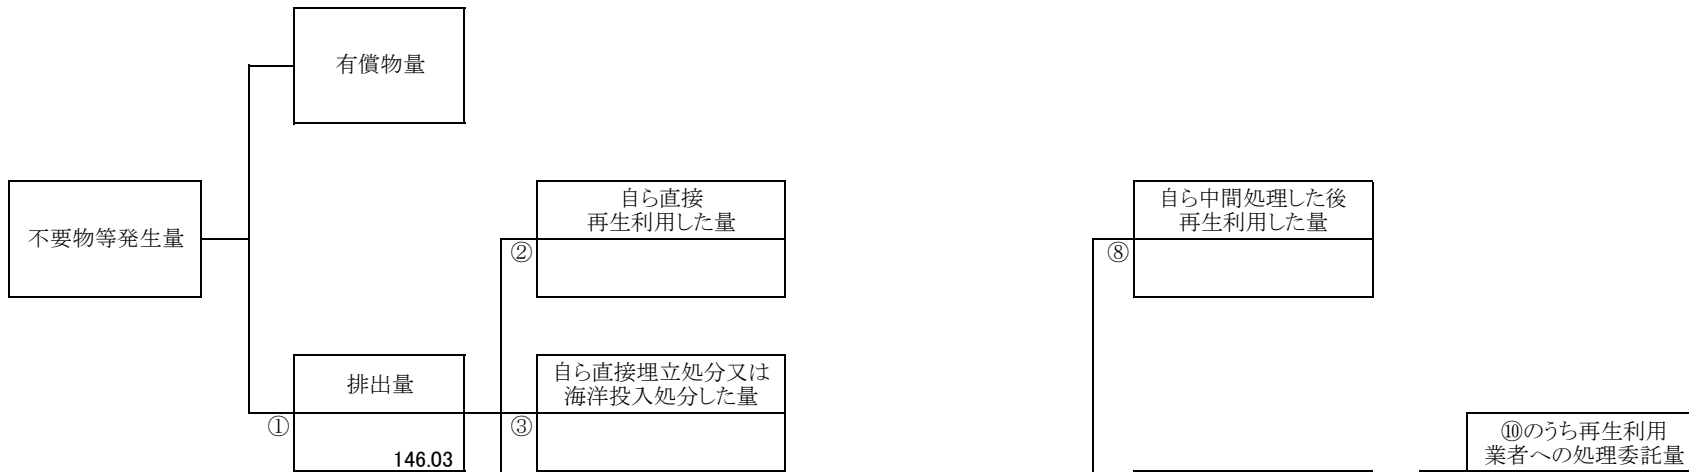 有償物量
不要物等発生量
自ら直接
再生利用した量
②
自ら中間処理した後
再生利用した量
⑧
排出量
①
146.03
自ら直接埋立処分又は
海洋投入処分した量
③
⑩のうち再生利用
業者への処理委託量